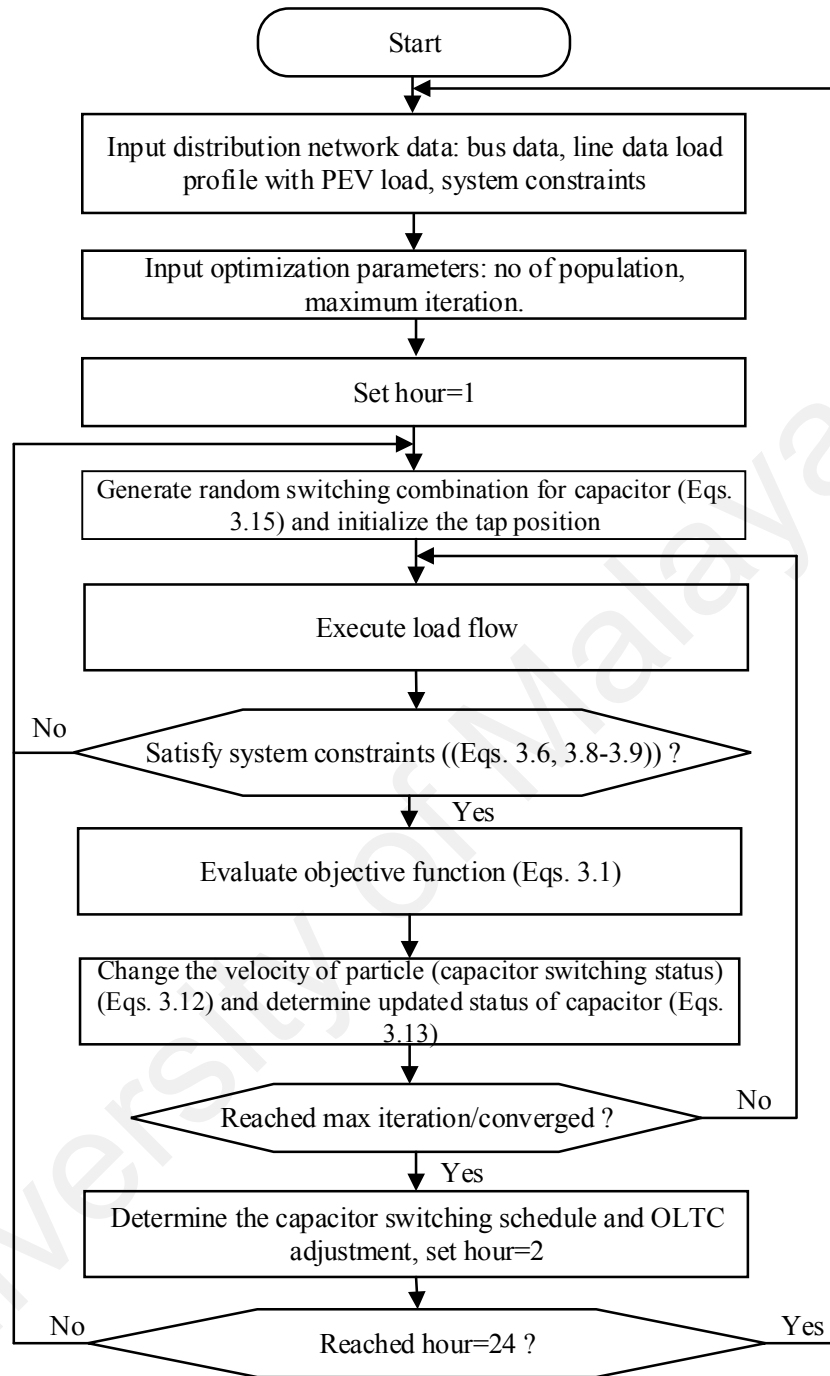 Start
Input distribution network data: bus data, line data load
profile with PEV load, system constraints
Input optimization parameters: no of population,
maximum iteration.
Set hour=1
Generate random switching combination for capacitor (Eqs.
3.15) and initialize the tap position
Execute load flow
No
Satisfy system constraints ((Eqs. 3.6, 3.8-3.9)) ?
Yes
Evaluate objective function (Eqs. 3.1)
Change the velocity of particle (capacitor switching status)
(Eqs. 3.12) and determine updated status of capacitor (Eqs.
3.13)
Reached max iteration/converged ?
No
Yes
Determine the capacitor switching schedule and OLTC
adjustment, set hour=2
No
Reached hour=24 ?
Yes
University of Malaya